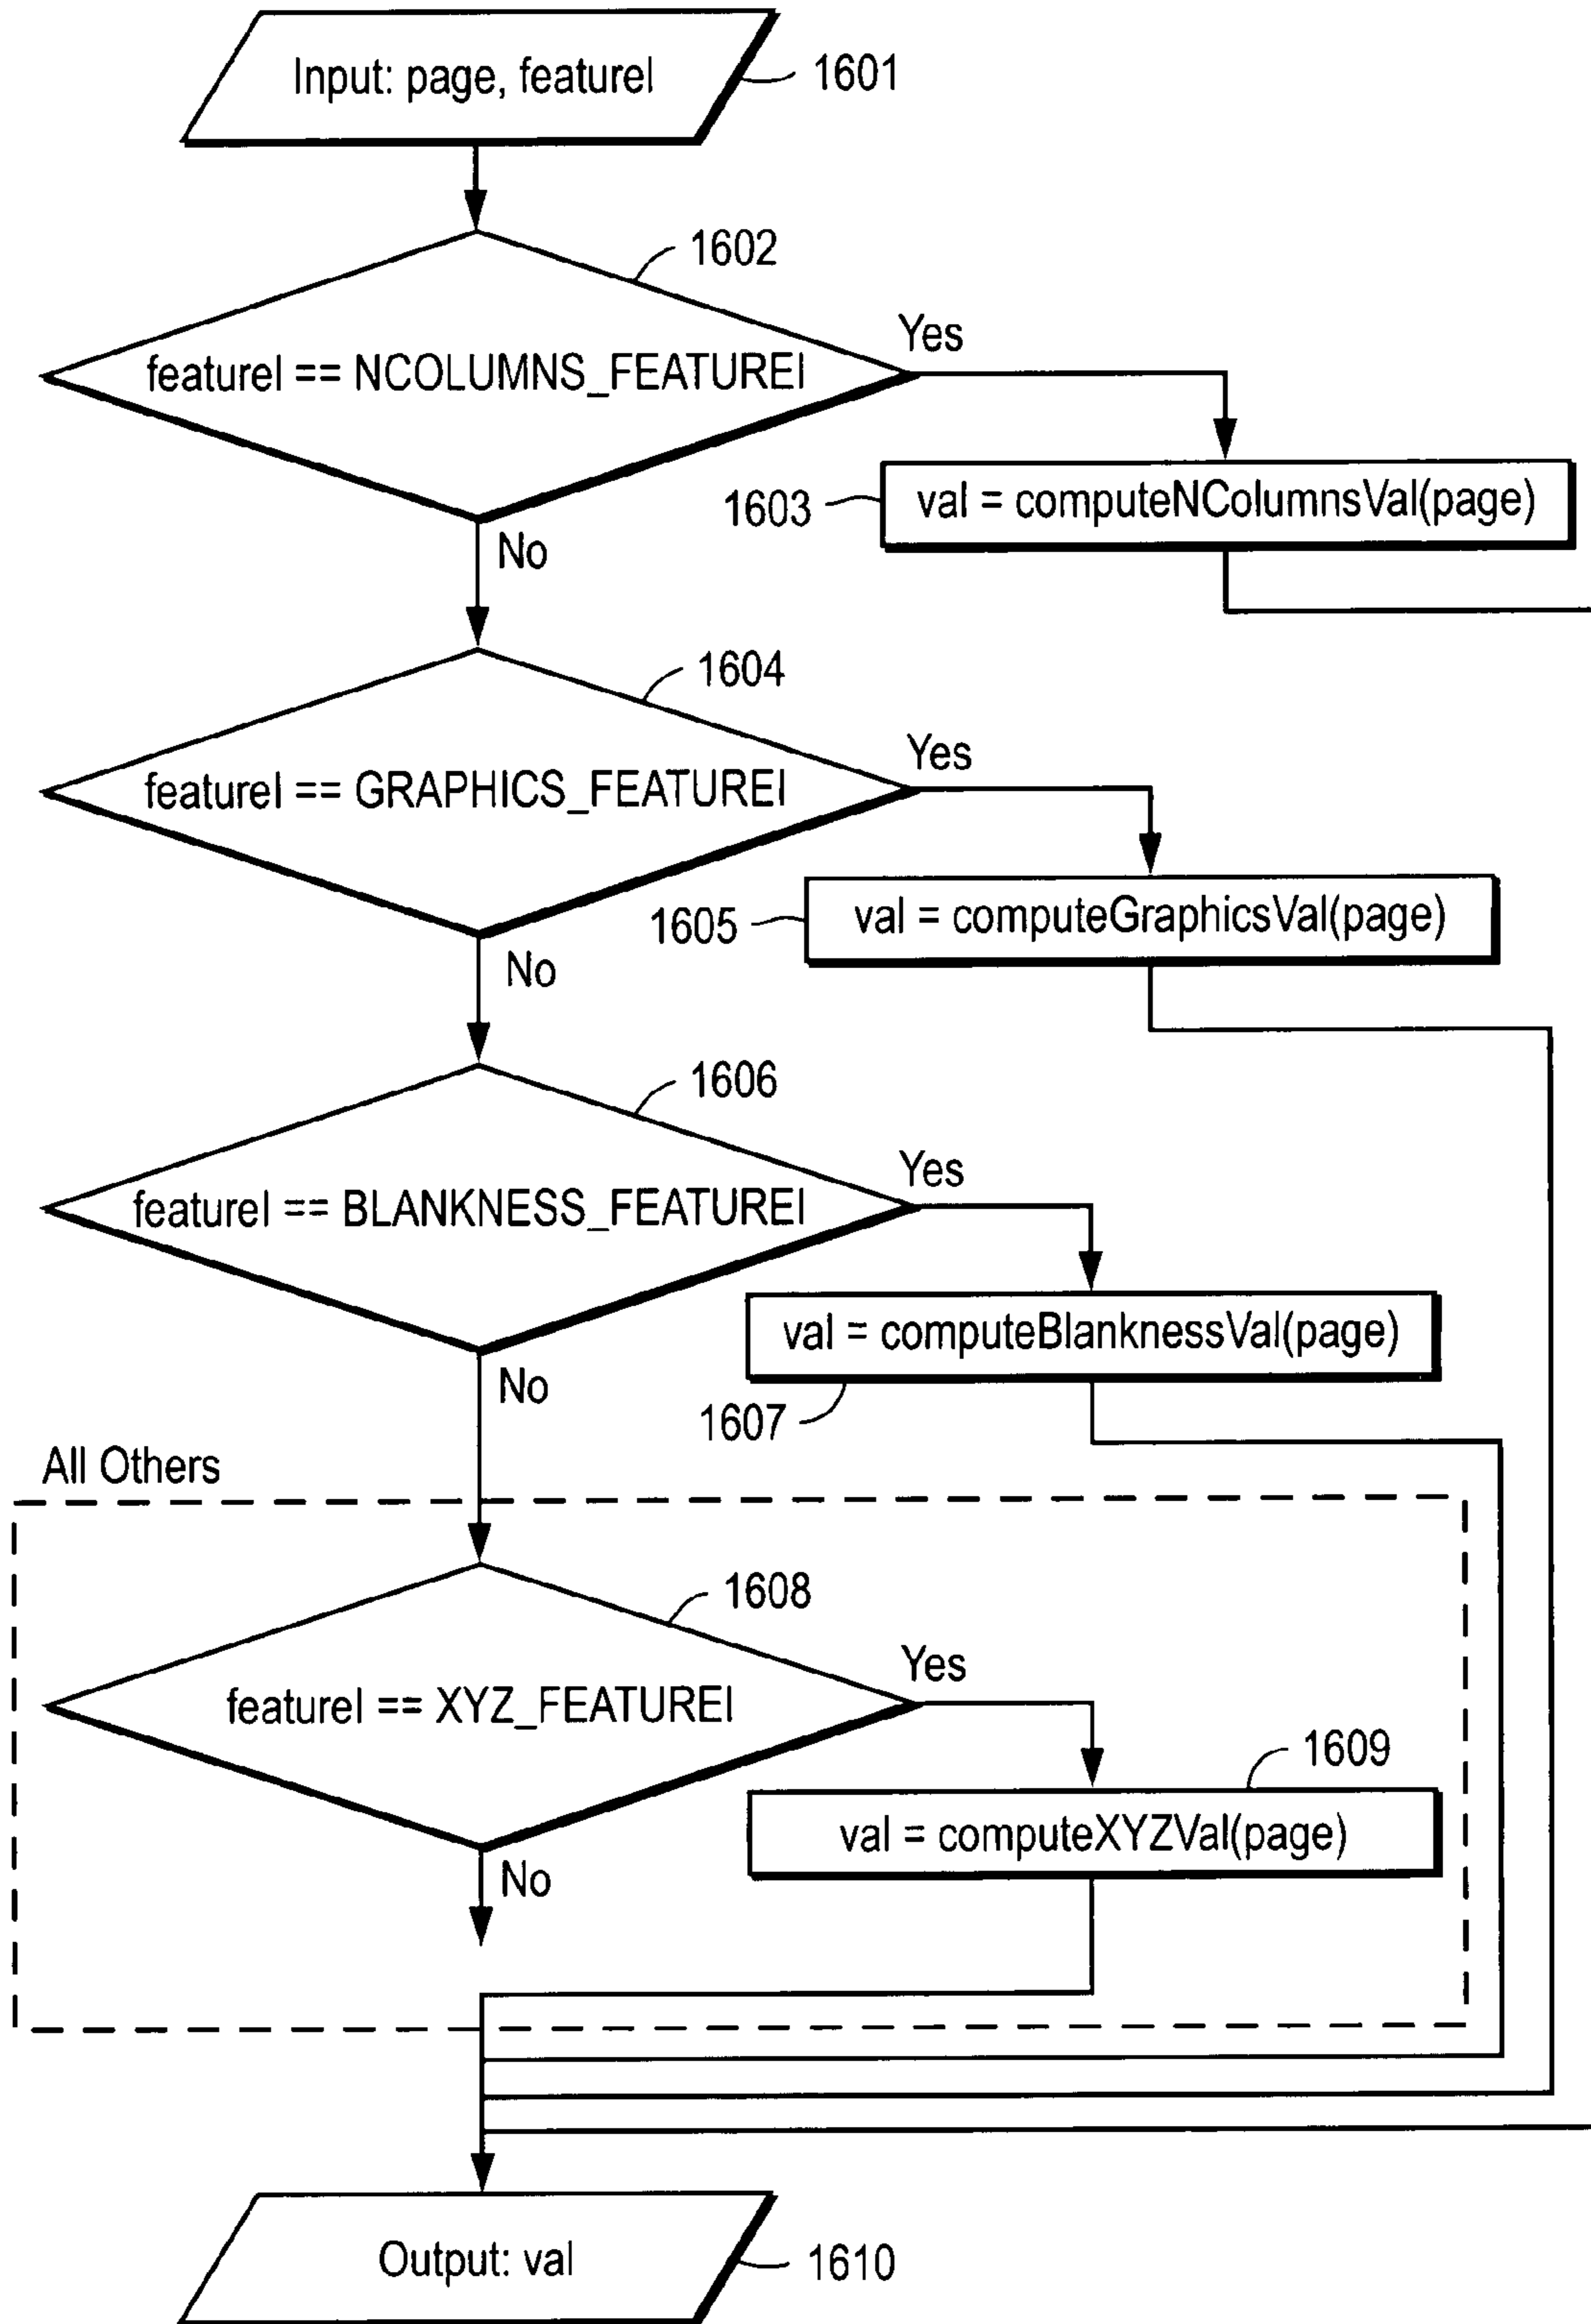 Input: page, featureI
1601
1602
featureI == NCOLUMNS_FEATUREI
Yes
1603
val = computeNColumnsVal(page)
No
1604
featureI == GRAPHICS_FEATUREI
Yes
1605
val = computeGraphicsVal(page)
No
1606
featureI == BLANKNESS_FEATUREI
Yes
val = computeBlanknessVal(page)
No
1607
All Others
1608
featureI == XYZ_FEATUREI
Yes
1609
val = computeXYZVal(page)
No
Output: val
1610